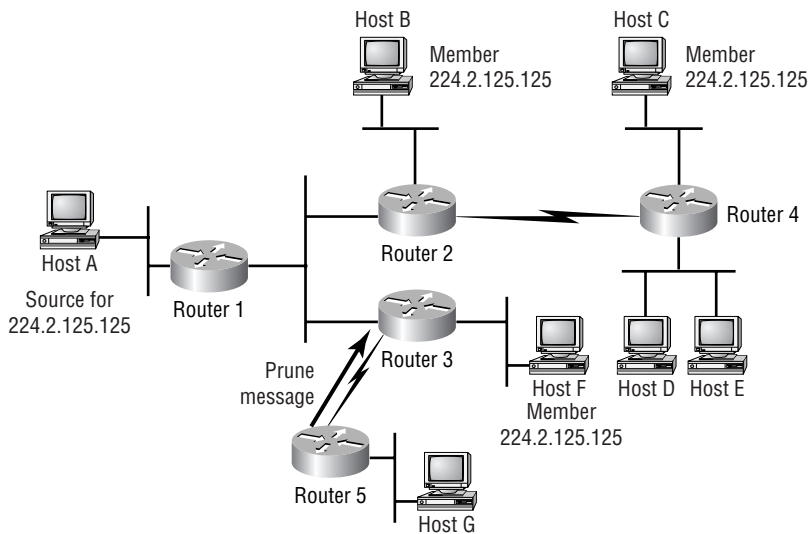 Host B
Member
224.2.125.125
Host C
Member
224.2.125.125
Host A
Source for
224.2.125.125
Router 1
Router 2
Router 4
Router 3
Prune
message
Host F
Member
224.2.125.125
Host D
Host E
Router 5
Host G